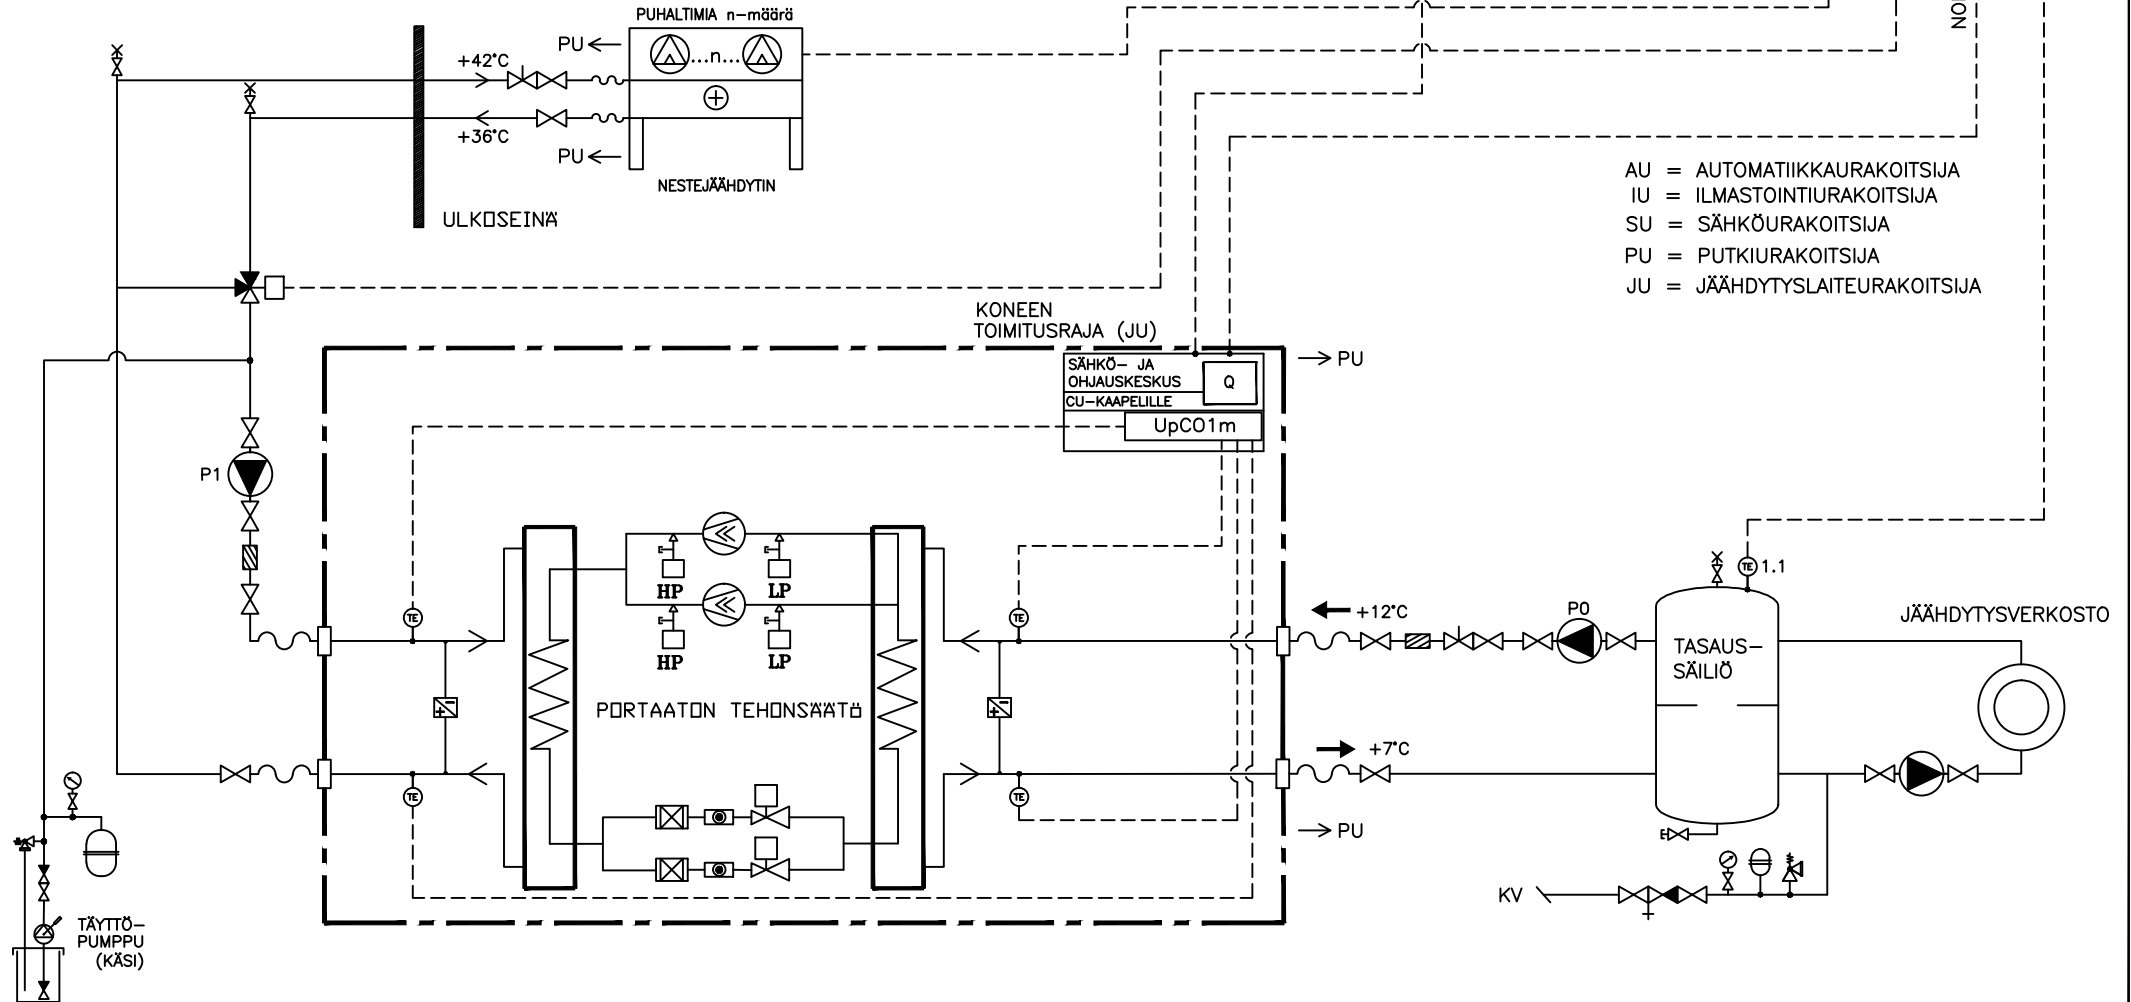 PUHALTIMIA n-määrä
PU
...n...
+42°C
+36°C
PU
NESTEJÄÄHDYTIN
ULKOSEINÄ
AU = AUTOMATIIKKAURAKOITSIJA
IU = ILMASTOINTIURAKOITSIJA
SU = SÄHKÖURAKOITSIJA
PU = PUTKIURAKOITSIJA
JU = JÄÄHDYTYSLAITEURAKOITSIJA
KONEEN
TOIMITUSRAJA (JU)
SÄHKÖ- JA
OHJAUSKESKUS
Q
CU-KAAPELILLE
UpCO1m
PU
P1
HP
LP
HP
LP
TE
TE
TE
TE
PORTAATON TEHONSÄÄTÖ
+12°C
P0
TE 1.1
JÄÄHDYTYSVERKOSTO
TASAUS-
SÄILIÖ
+7°C
PU
KV
TÄYTTÖ-
PUMPPU
(KÄSI)